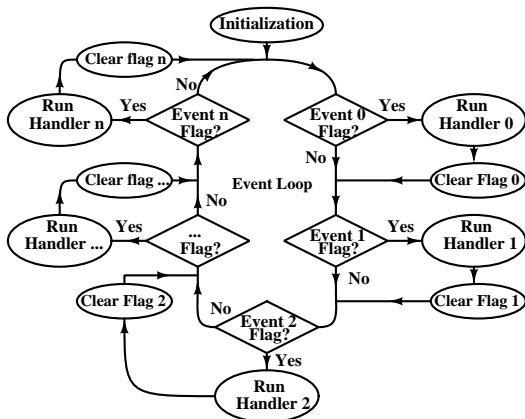 Initialization
Clear flag n
No
Run
Handler n
Yes
Event n
Flag?
Event 0
Flag?
Yes
Run
Handler 0
No
Clear flag ...
Event Loop
Clear Flag 0
No
Run
Handler ...
Yes
...
Flag?
Event 1
Flag?
Yes
Run
Handler 1
No
Clear Flag 2
Clear Flag 1
No
Event 2
Flag?
Yes
Run
Handler 2